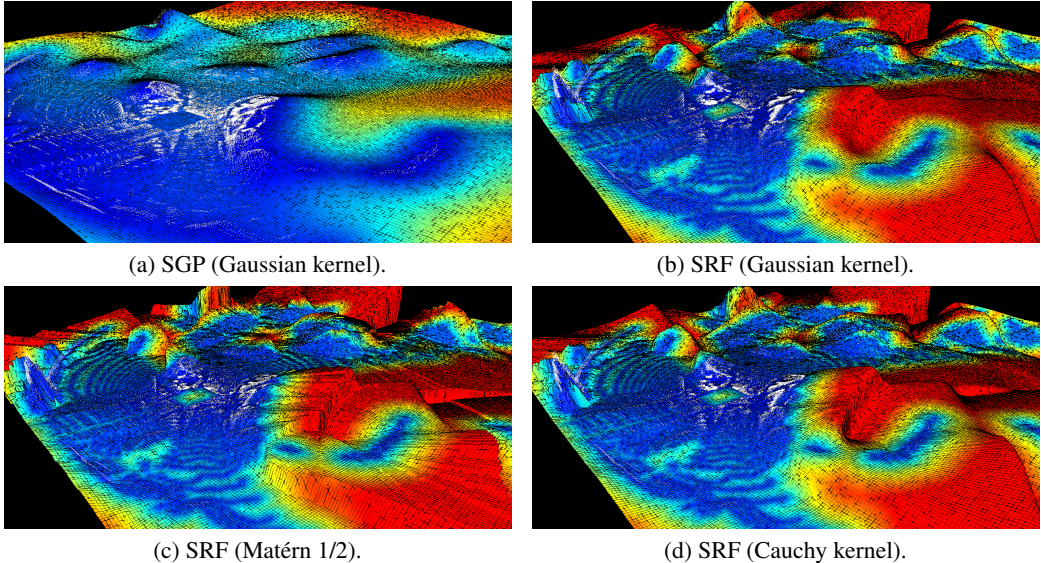 (a) SGP (Gaussian kernel).
(b) SRF (Gaussian kernel).
(c) SRF (Matérn 1/2).
(d) SRF (Cauchy kernel).